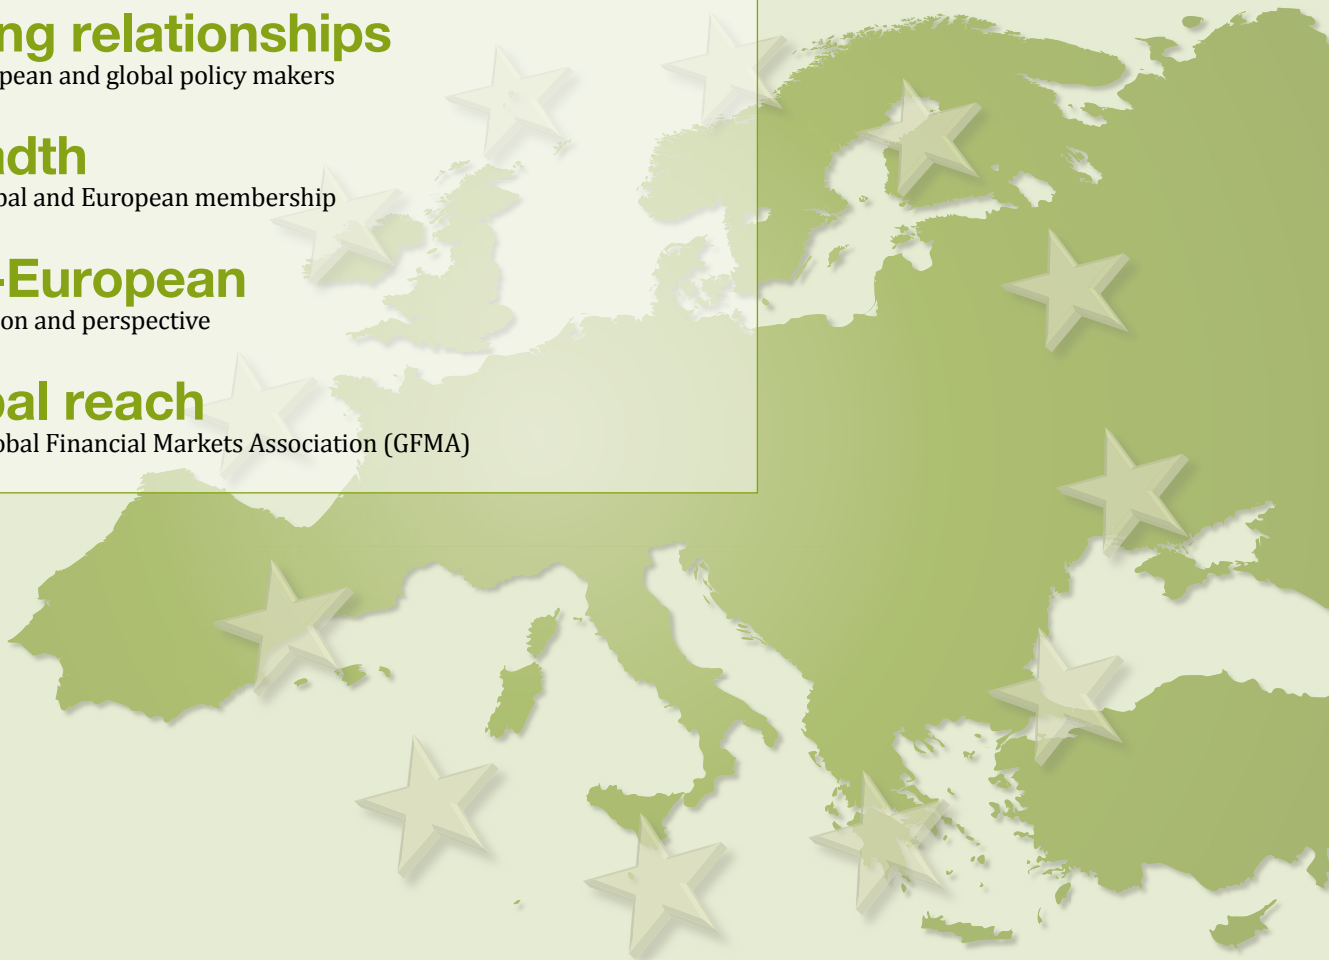 ng relationships
pean and global policy makers
dth
bal and European membership
-European
on and perspective
bal reach
obal Financial Markets Association (GFMA)